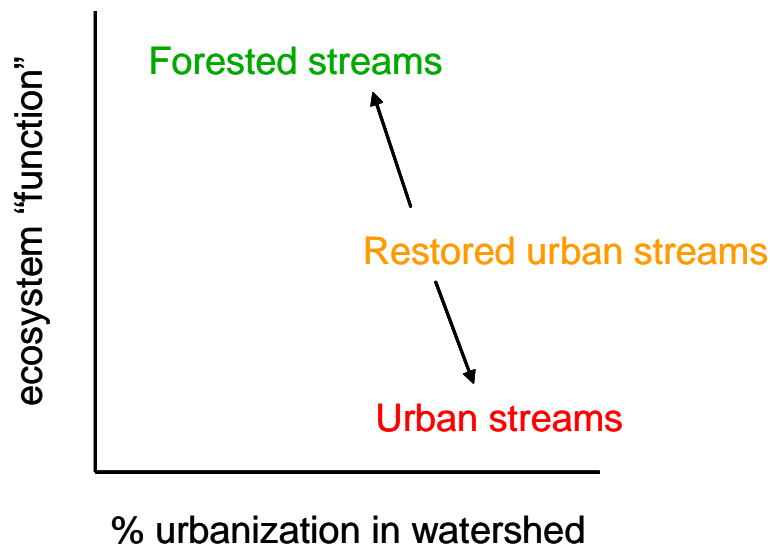 ecosystem “function”
Forested streams
Restored urban streams
Urban streams
% urbanization in watershed